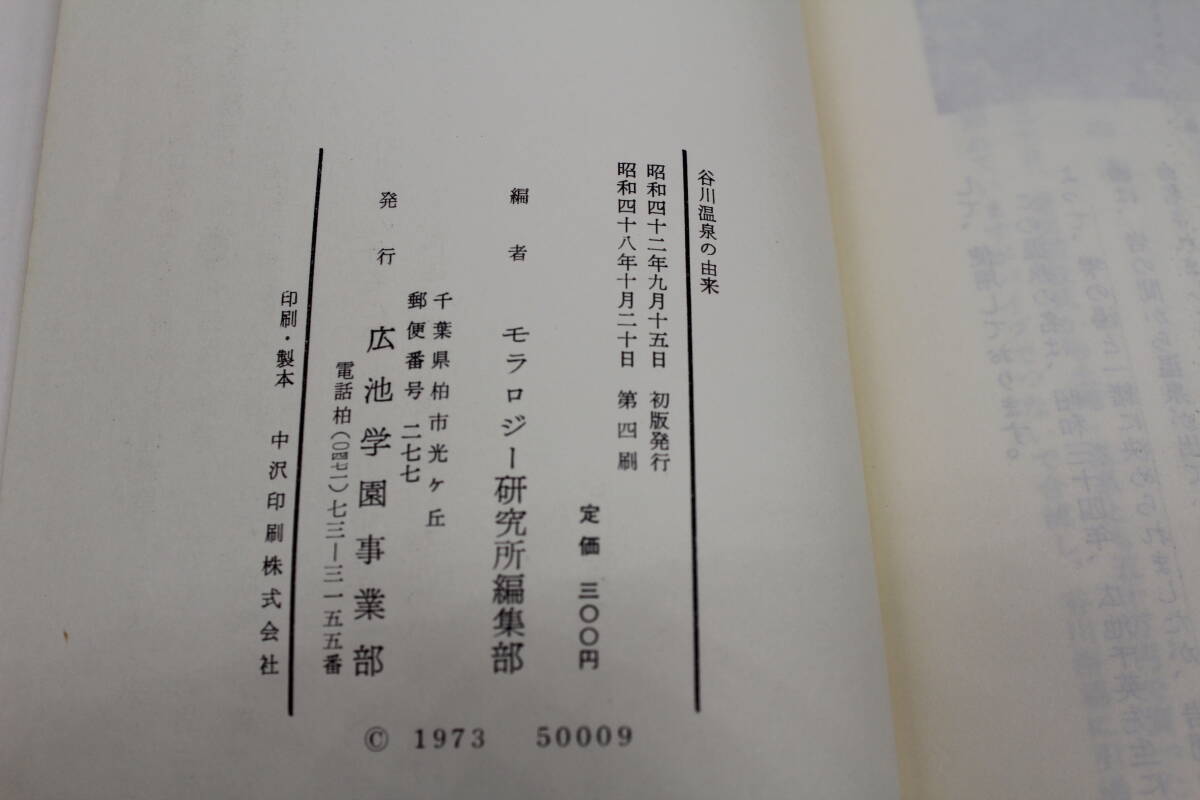 谷川温泉の由来
昭和四十二年九月十五日 初版発行
昭和四十八年十月二十日 第四刷
定価 三〇〇円
編者 モラロジー研究所編集部
千葉県柏市光ヶ丘
郵便番号 二七七
発行 広池学園事業部
電話柏(〇四七一)七三―三一五五番
印刷・製本 中沢印刷株式会社
© 1973 50009